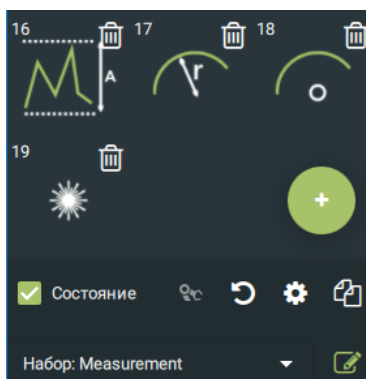 16 17 18
A r
19
+
Состояние
Набор: Measurement